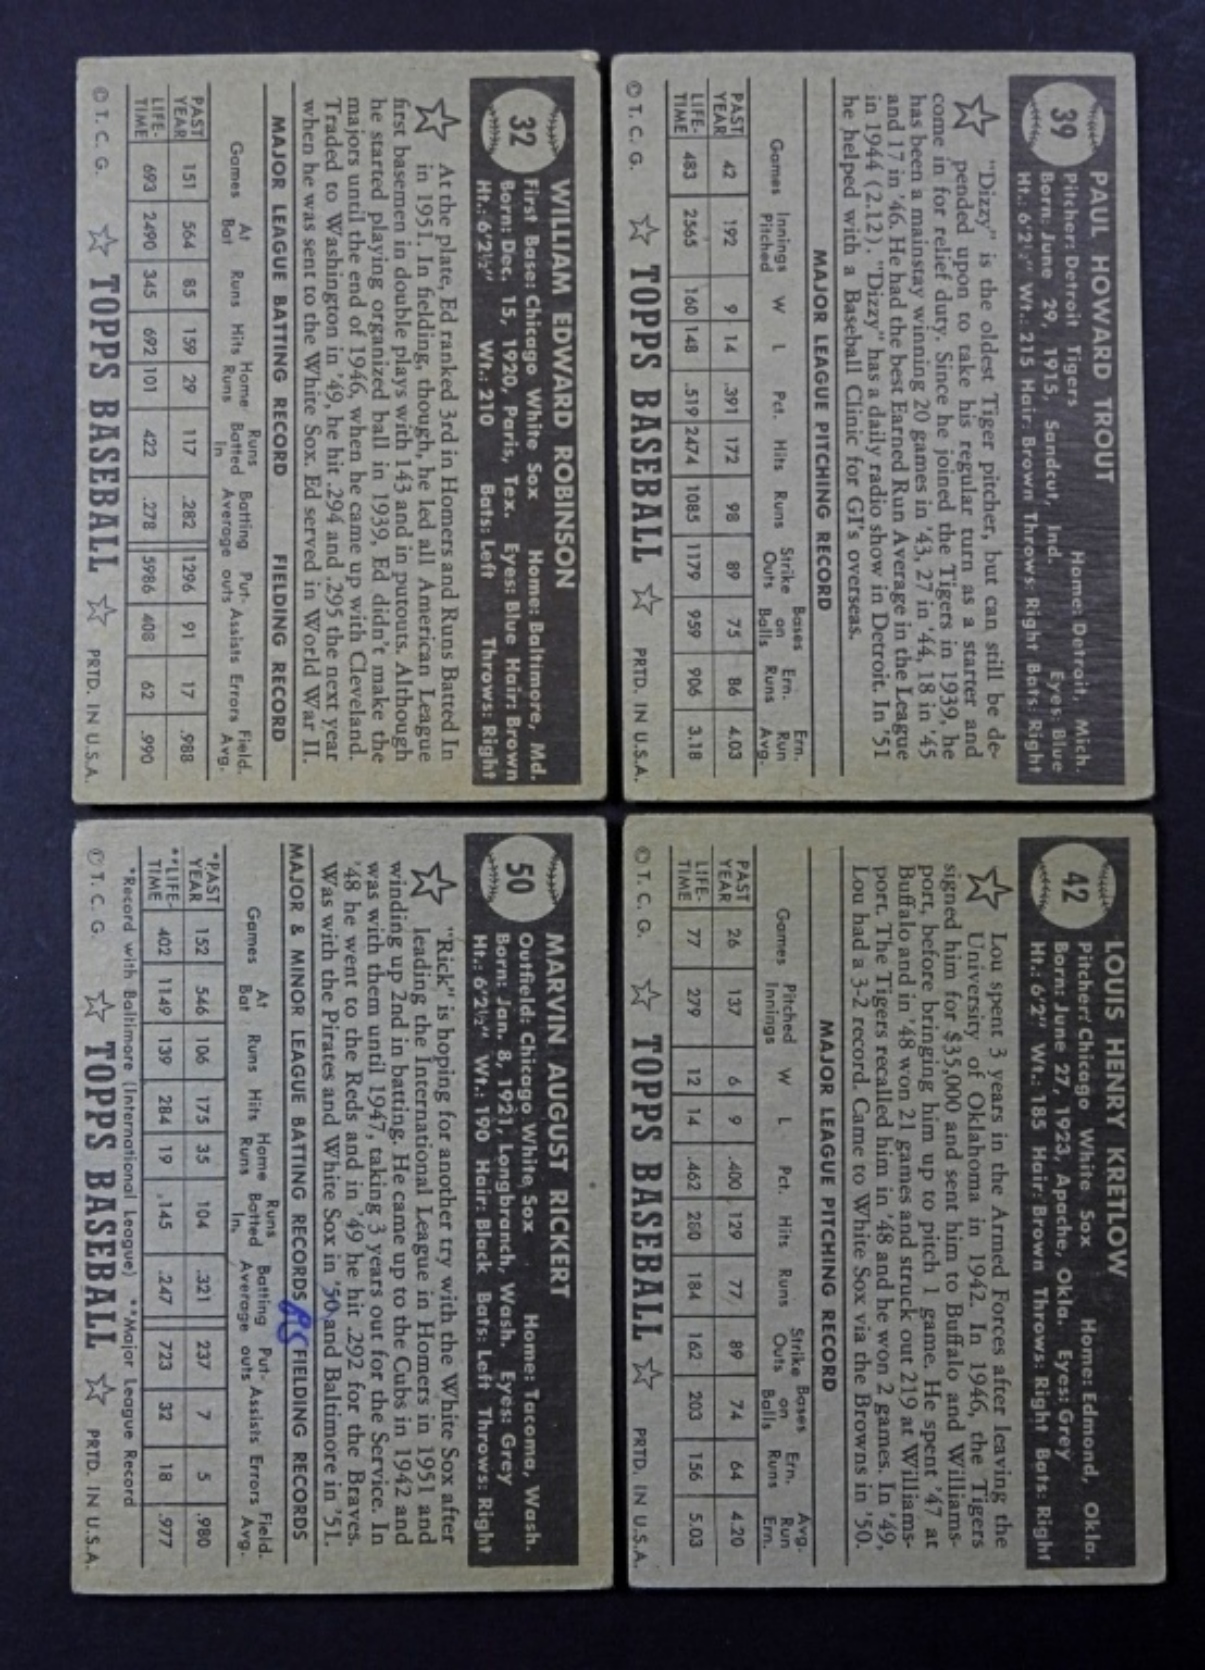 39
PAUL HOWARD TROUT
Pitcher: Detroit Tigers Home: Detroit, Mich.
Born: June 29, 1915, Sandcut, Ind. Eyes: Blue
Ht.: 6'2½" Wt.: 215 Hair: Brown Throws: Right Bats: Right
"Dizzy" is the oldest Tiger pitcher, but can still be de-
pended upon to take his regular turn as a starter and
come in for relief duty. Since he joined the Tigers in 1939, he
has been a mainstay winning 20 games in '43, 27 in '44, 18 in '45
and 17 in '46. He had the best Earned Run Average in the League
in 1944 (2.12). "Dizzy" has a daily radio show in Detroit. In '51
he helped with a Baseball Clinic for GI's overseas.
MAJOR LEAGUE PITCHING RECORD
Games Innings Pitched W L Pct. Hits Runs Strike Outs Bases on Balls Ern. Runs Ern. Run Avg.
PAST YEAR 42 192 9 14 .391 172 98 89 75 86 4.03
LIFE- TIME 483 2565 160 148 .519 2474 1085 1179 959 906 3.18
© T. C. G. ☆ TOPPS BASEBALL ☆ PRTD. IN U.S.A.
42
LOUIS HENRY KRETLOW
Pitcher: Chicago White Sox Home: Edmond, Okla.
Born: June 27, 1923, Apache, Okla. Eyes: Grey
Ht.: 6'2" Wt.: 185 Hair: Brown Throws: Right Bats: Right
Lou spent 3 years in the Armed Forces after leaving the
University of Oklahoma in 1942. In 1946, the Tigers
signed him for $35,000 and sent him to Buffalo and Williams-
port, before bringing him up to pitch 1 game. He spent '47 at
Buffalo and in '48 won 21 games and struck out 219 at Williams-
port. The Tigers recalled him in '48 and he won 2 games. In '49,
Lou had a 3-2 record. Came to White Sox via the Browns in '50.
MAJOR LEAGUE PITCHING RECORD
Games Pitched Innings W L Pct. Hits Runs Strike Outs Bases on Balls Ern. Runs Avg. Run Ern.
PAST YEAR 26 137 6 9 .400 129 77 89 74 64 4.20
LIFE- TIME 77 279 12 14 .462 280 184 162 203 156 5.03
© T. C. G. ☆ TOPPS BASEBALL ☆ PRTD. IN U.S.A.
32
WILLIAM EDWARD ROBINSON
First Base: Chicago White Sox Home: Baltimore, Md.
Born: Dec. 15, 1920, Paris, Tex. Eyes: Blue Hair: Brown
Ht.: 6'2½" Wt.: 210 Bats: Left Throws: Right
At the plate, Ed ranked 3rd in Homers and Runs Batted In
in 1951. In fielding, though, he led all American League
first basemen in double plays with 143 and in putouts. Although
he started playing organized ball in 1939, Ed didn't make the
majors until the end of 1946, when he came up with Cleveland.
Traded to Washington in '49, he hit .294 and .295 the next year
when he was sent to the White Sox. Ed served in World War II.
MAJOR LEAGUE BATTING RECORD FIELDING RECORD
Games At Bat Runs Hits Home Runs Runs Batted In Batting Average Put- outs Assists Errors Field. Avg.
PAST YEAR 151 564 85 159 29 117 .282 1296 91 17 .988
LIFE- TIME 693 2490 345 692 101 422 .278 5986 408 62 .990
© T. C. G. ☆ TOPPS BASEBALL ☆ PRTD. IN U.S.A.
50
MARVIN AUGUST RICKERT
Outfield: Chicago White Sox Home: Tacoma, Wash.
Born: Jan. 8, 1921, Longbranch, Wash. Eyes: Grey
Ht.: 6'2½" Wt.: 190 Hair: Black Bats: Left Throws: Right
"Rick" is hoping for another try with the White Sox after
leading the International League in Homers in 1951 and
winding up 2nd in batting. He came up to the Cubs in 1942 and
was with them until 1947, taking 3 years out for the Service. In
'48 he went to the Reds and in '49 he hit .292 for the Braves.
Was with the Pirates and White Sox in '50 and Baltimore in '51.
MAJOR & MINOR LEAGUE BATTING RECORDS FIELDING RECORDS
Games At Bat Runs Hits Home Runs Runs Batted In. Batting Average Put- outs Assists Errors Field. Avg.
*PAST YEAR 152 546 106 175 35 104 .321 237 7 5 .980
**LIFE- TIME 402 1149 139 284 19 .145 .247 723 32 18 .977
*Record with Baltimore (International League) **Major League Record
© T. C. G. ☆ TOPPS BASEBALL ☆ PRTD. IN U.S.A.